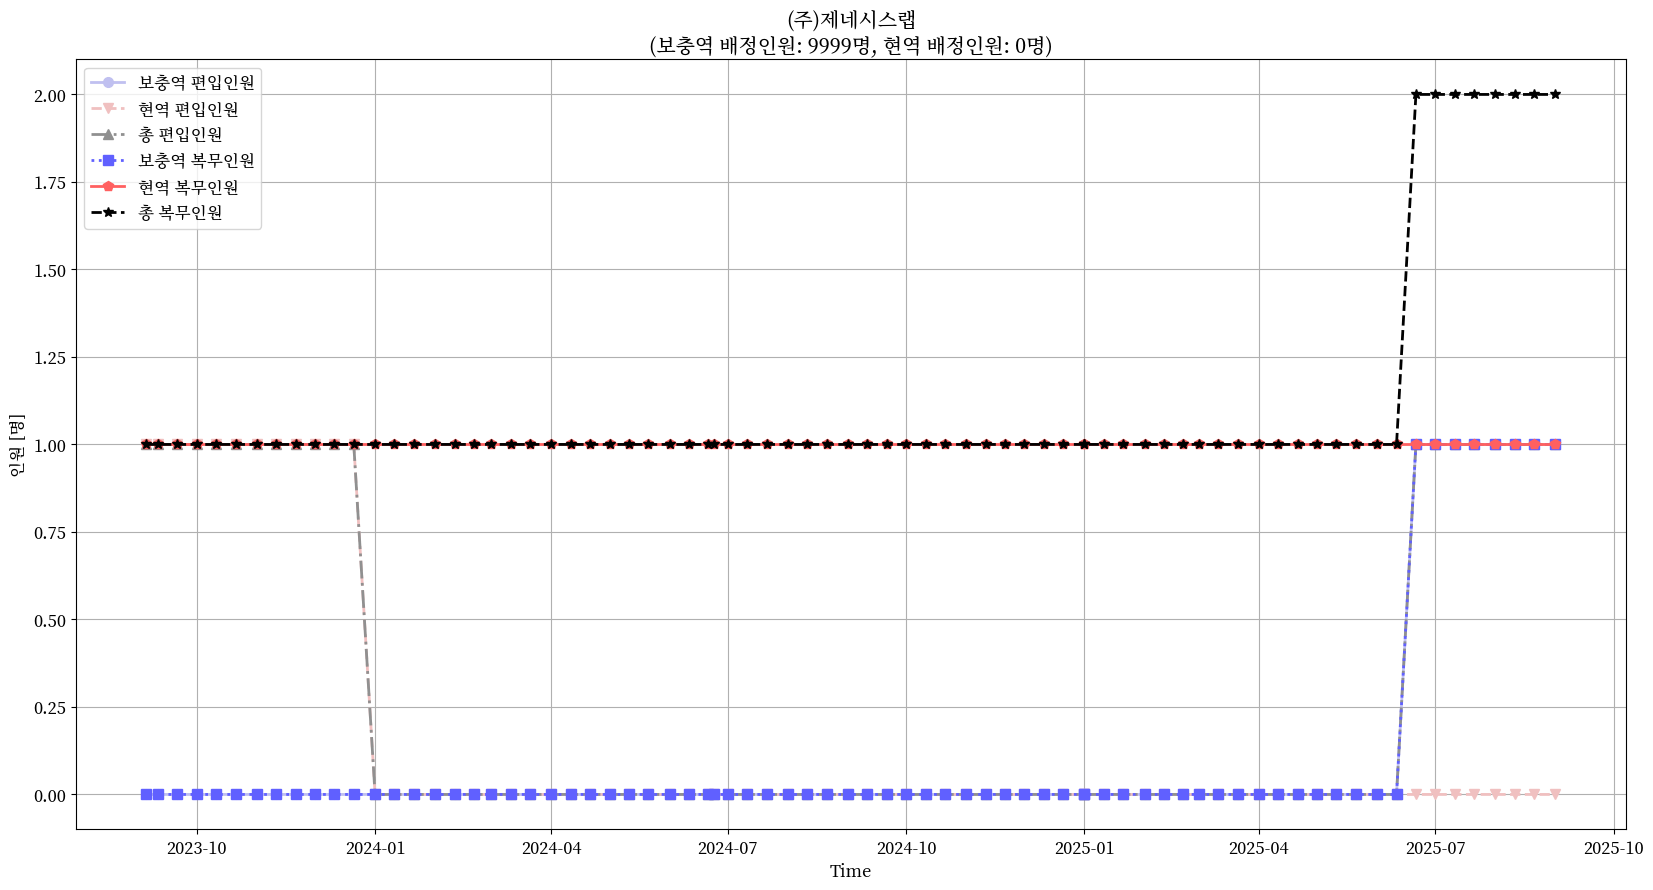 (주)제네시스랩
(보충역 배정인원: 9999명, 현역 배정인원: 0명)
보충역 편입인원
현역 편입인원
총 편입인원
보충역 복무인원
현역 복무인원
총 복무인원
2.00
1.75
1.50
1.25
1.00
0.75
0.50
0.25
0.00
인원 [명]
2023-10
2024-01
2024-04
2024-07
2024-10
2025-01
2025-04
2025-07
2025-10
Time